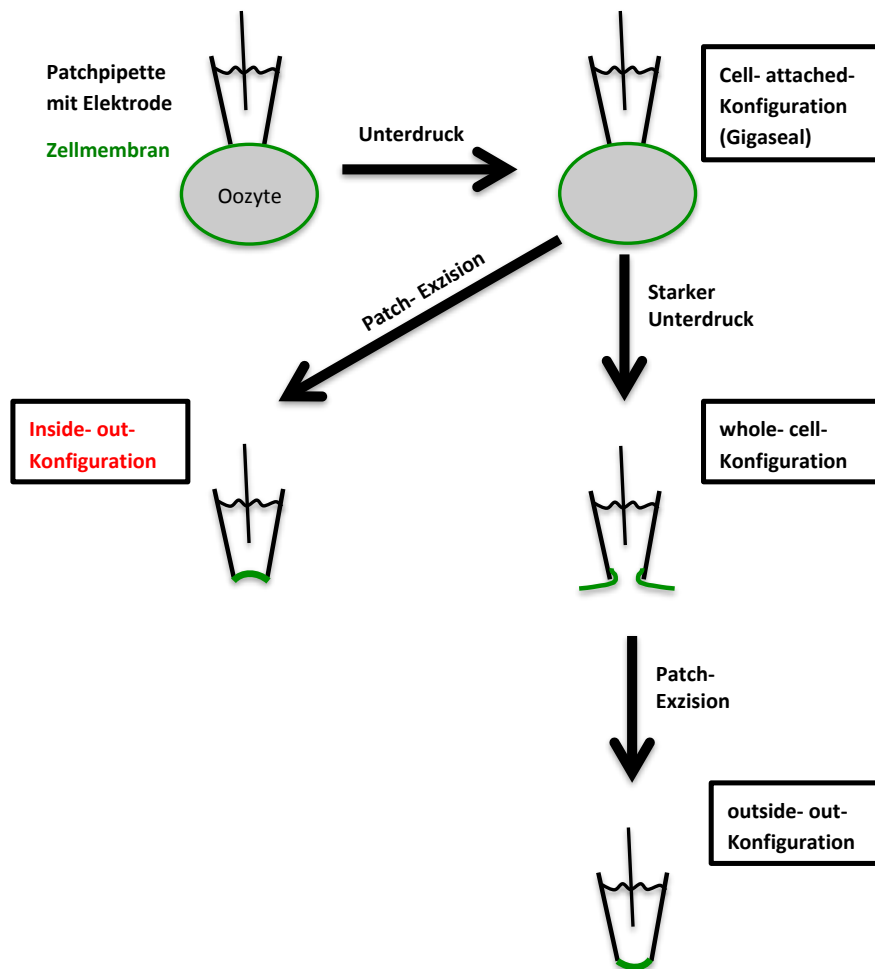 Patchpipette
mit Elektrode
Zellmembran
Oozyte
Unterdruck
Cell- attached-
Konfiguration
(Gigaseal)
Patch- Exzision
Starker
Unterdruck
Inside- out-
Konfiguration
whole- cell-
Konfiguration
Patch-
Exzision
outside- out-
Konfiguration